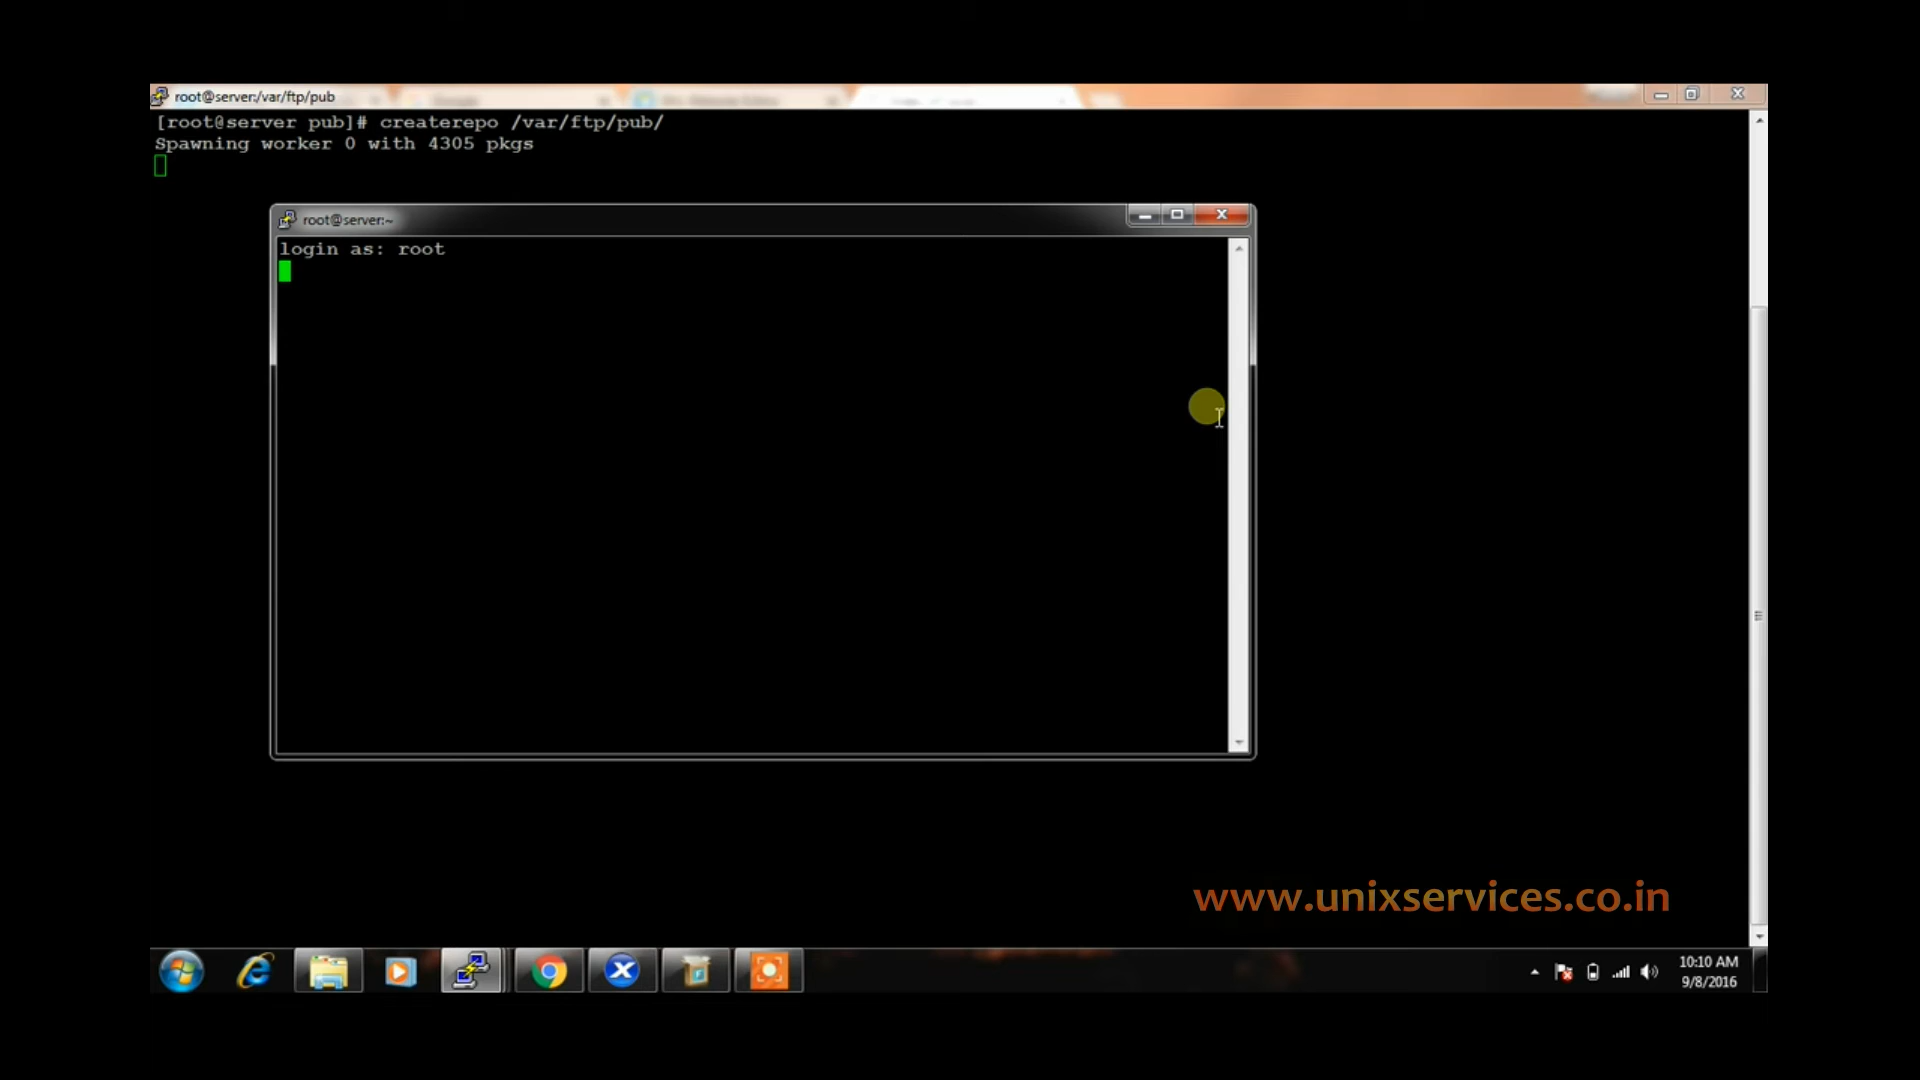 root@server:/var/ftp/pub
[root@server pub]# createrepo /var/ftp/pub/
Spawning worker 0 with 4305 pkgs
root@server:~
login as: root
www.unixservices.co.in
10:10 AM
9/8/2016